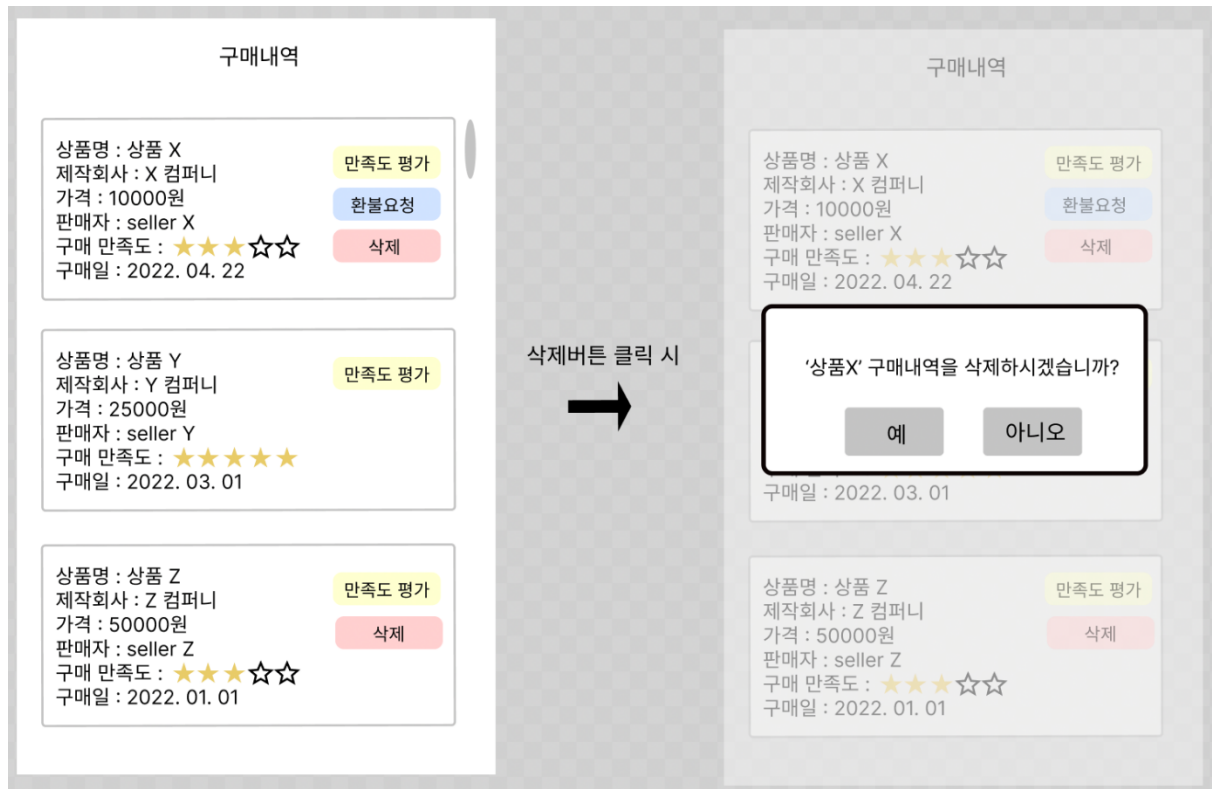 구매내역
상품명 : 상품 X
제작회사 : X 컴퍼니
가격 : 10000원
판매자 : seller X
구매 만족도 : ★★★☆☆
구매일 : 2022. 04. 22
만족도 평가
환불요청
삭제
상품명 : 상품 Y
제작회사 : Y 컴퍼니
가격 : 25000원
판매자 : seller Y
구매 만족도 : ★★★★★
구매일 : 2022. 03. 01
만족도 평가
상품명 : 상품 Z
제작회사 : Z 컴퍼니
가격 : 50000원
판매자 : seller Z
구매 만족도 : ★★★☆☆
구매일 : 2022. 01. 01
만족도 평가
삭제
삭제버튼 클릭 시
구매내역
상품명 : 상품 X
제작회사 : X 컴퍼니
가격 : 10000원
판매자 : seller X
구매 만족도 : ★★★☆☆
구매일 : 2022. 04. 22
만족도 평가
환불요청
삭제
‘상품X’ 구매내역을 삭제하시겠습니까?
예
아니오
구매일 : 2022. 03. 01
상품명 : 상품 Z
제작회사 : Z 컴퍼니
가격 : 50000원
판매자 : seller Z
구매 만족도 : ★★★☆☆
구매일 : 2022. 01. 01
만족도 평가
삭제